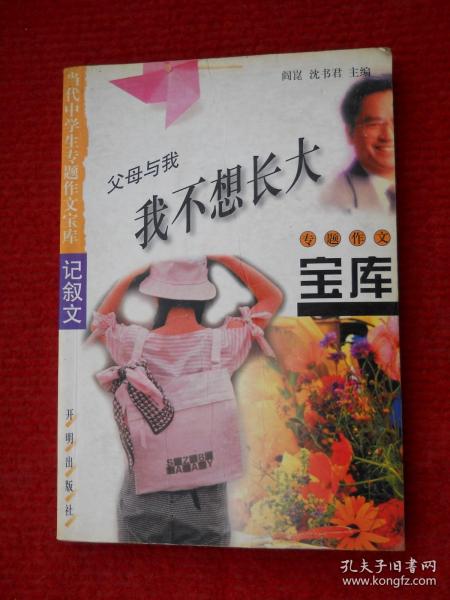 阎崑 沈书君 主编
当代中学生专题作文宝库
记叙文
父母与我
我不想长大
专题作文
宝库
开明出版社
孔夫子旧书网
www.kongfz.com